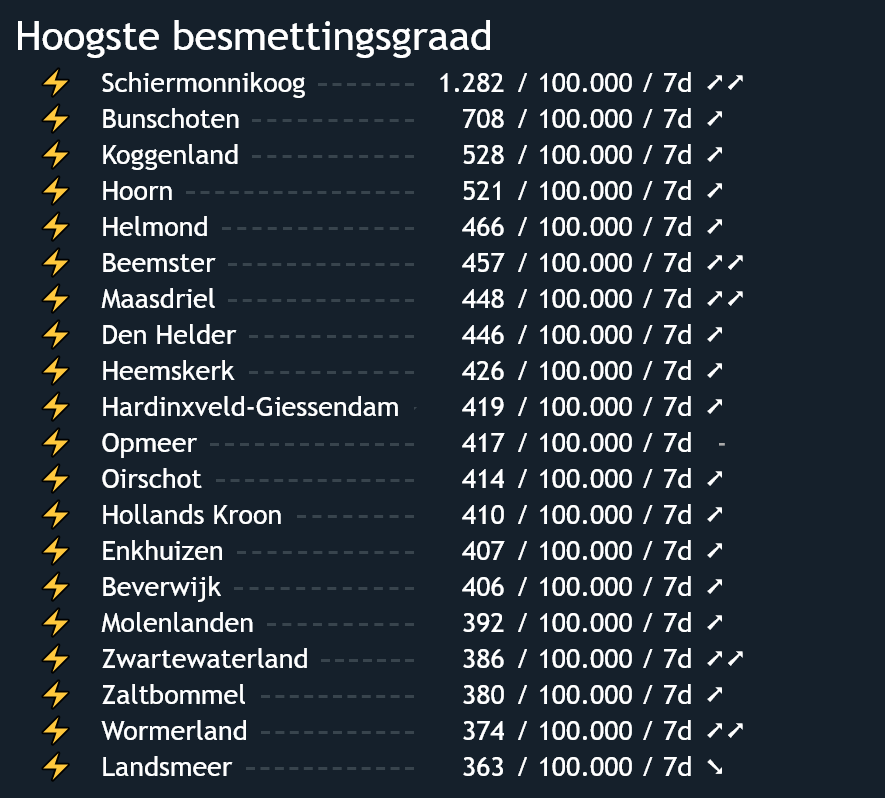 Hoogste besmettingsgraad
⚡ Schiermonnikoog 1.282 / 100.000 / 7d ➚➚
⚡ Bunschoten 708 / 100.000 / 7d ➚
⚡ Koggenland 528 / 100.000 / 7d ➚
⚡ Hoorn 521 / 100.000 / 7d ➚
⚡ Helmond 466 / 100.000 / 7d ➚
⚡ Beemster 457 / 100.000 / 7d ➚➚
⚡ Maasdriel 448 / 100.000 / 7d ➚➚
⚡ Den Helder 446 / 100.000 / 7d ➚
⚡ Heemskerk 426 / 100.000 / 7d ➚
⚡ Hardinxveld-Giessendam 419 / 100.000 / 7d ➚
⚡ Opmeer 417 / 100.000 / 7d -
⚡ Oirschot 414 / 100.000 / 7d ➚
⚡ Hollands Kroon 410 / 100.000 / 7d ➚
⚡ Enkhuizen 407 / 100.000 / 7d ➚
⚡ Beverwijk 406 / 100.000 / 7d ➚
⚡ Molenlanden 392 / 100.000 / 7d ➚
⚡ Zwartewaterland 386 / 100.000 / 7d ➚➚
⚡ Zaltbommel 380 / 100.000 / 7d ➚
⚡ Wormerland 374 / 100.000 / 7d ➚➚
⚡ Landsmeer 363 / 100.000 / 7d ➘